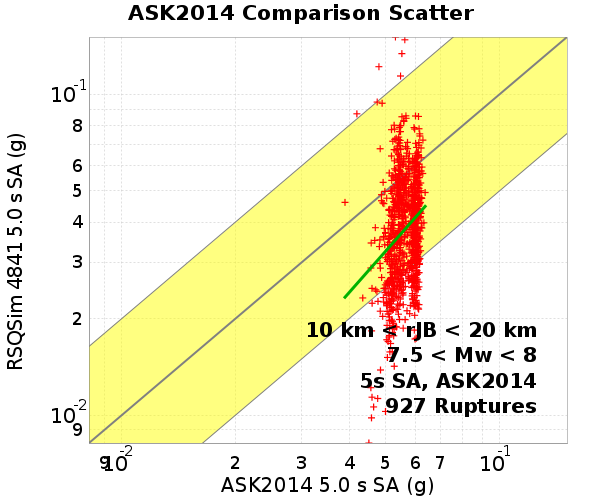 ASK2014 Comparison Scatter
RSQSim 4841 5.0 s SA (g)
10-1
8
6
5
4
3
2
10-2
9
10 km < rJB < 20 km
7.5 < Mw < 8
5s SA, ASK2014
927 Ruptures
9 10-2 2 3 4 5 6 7 10-1
ASK2014 5.0 s SA (g)